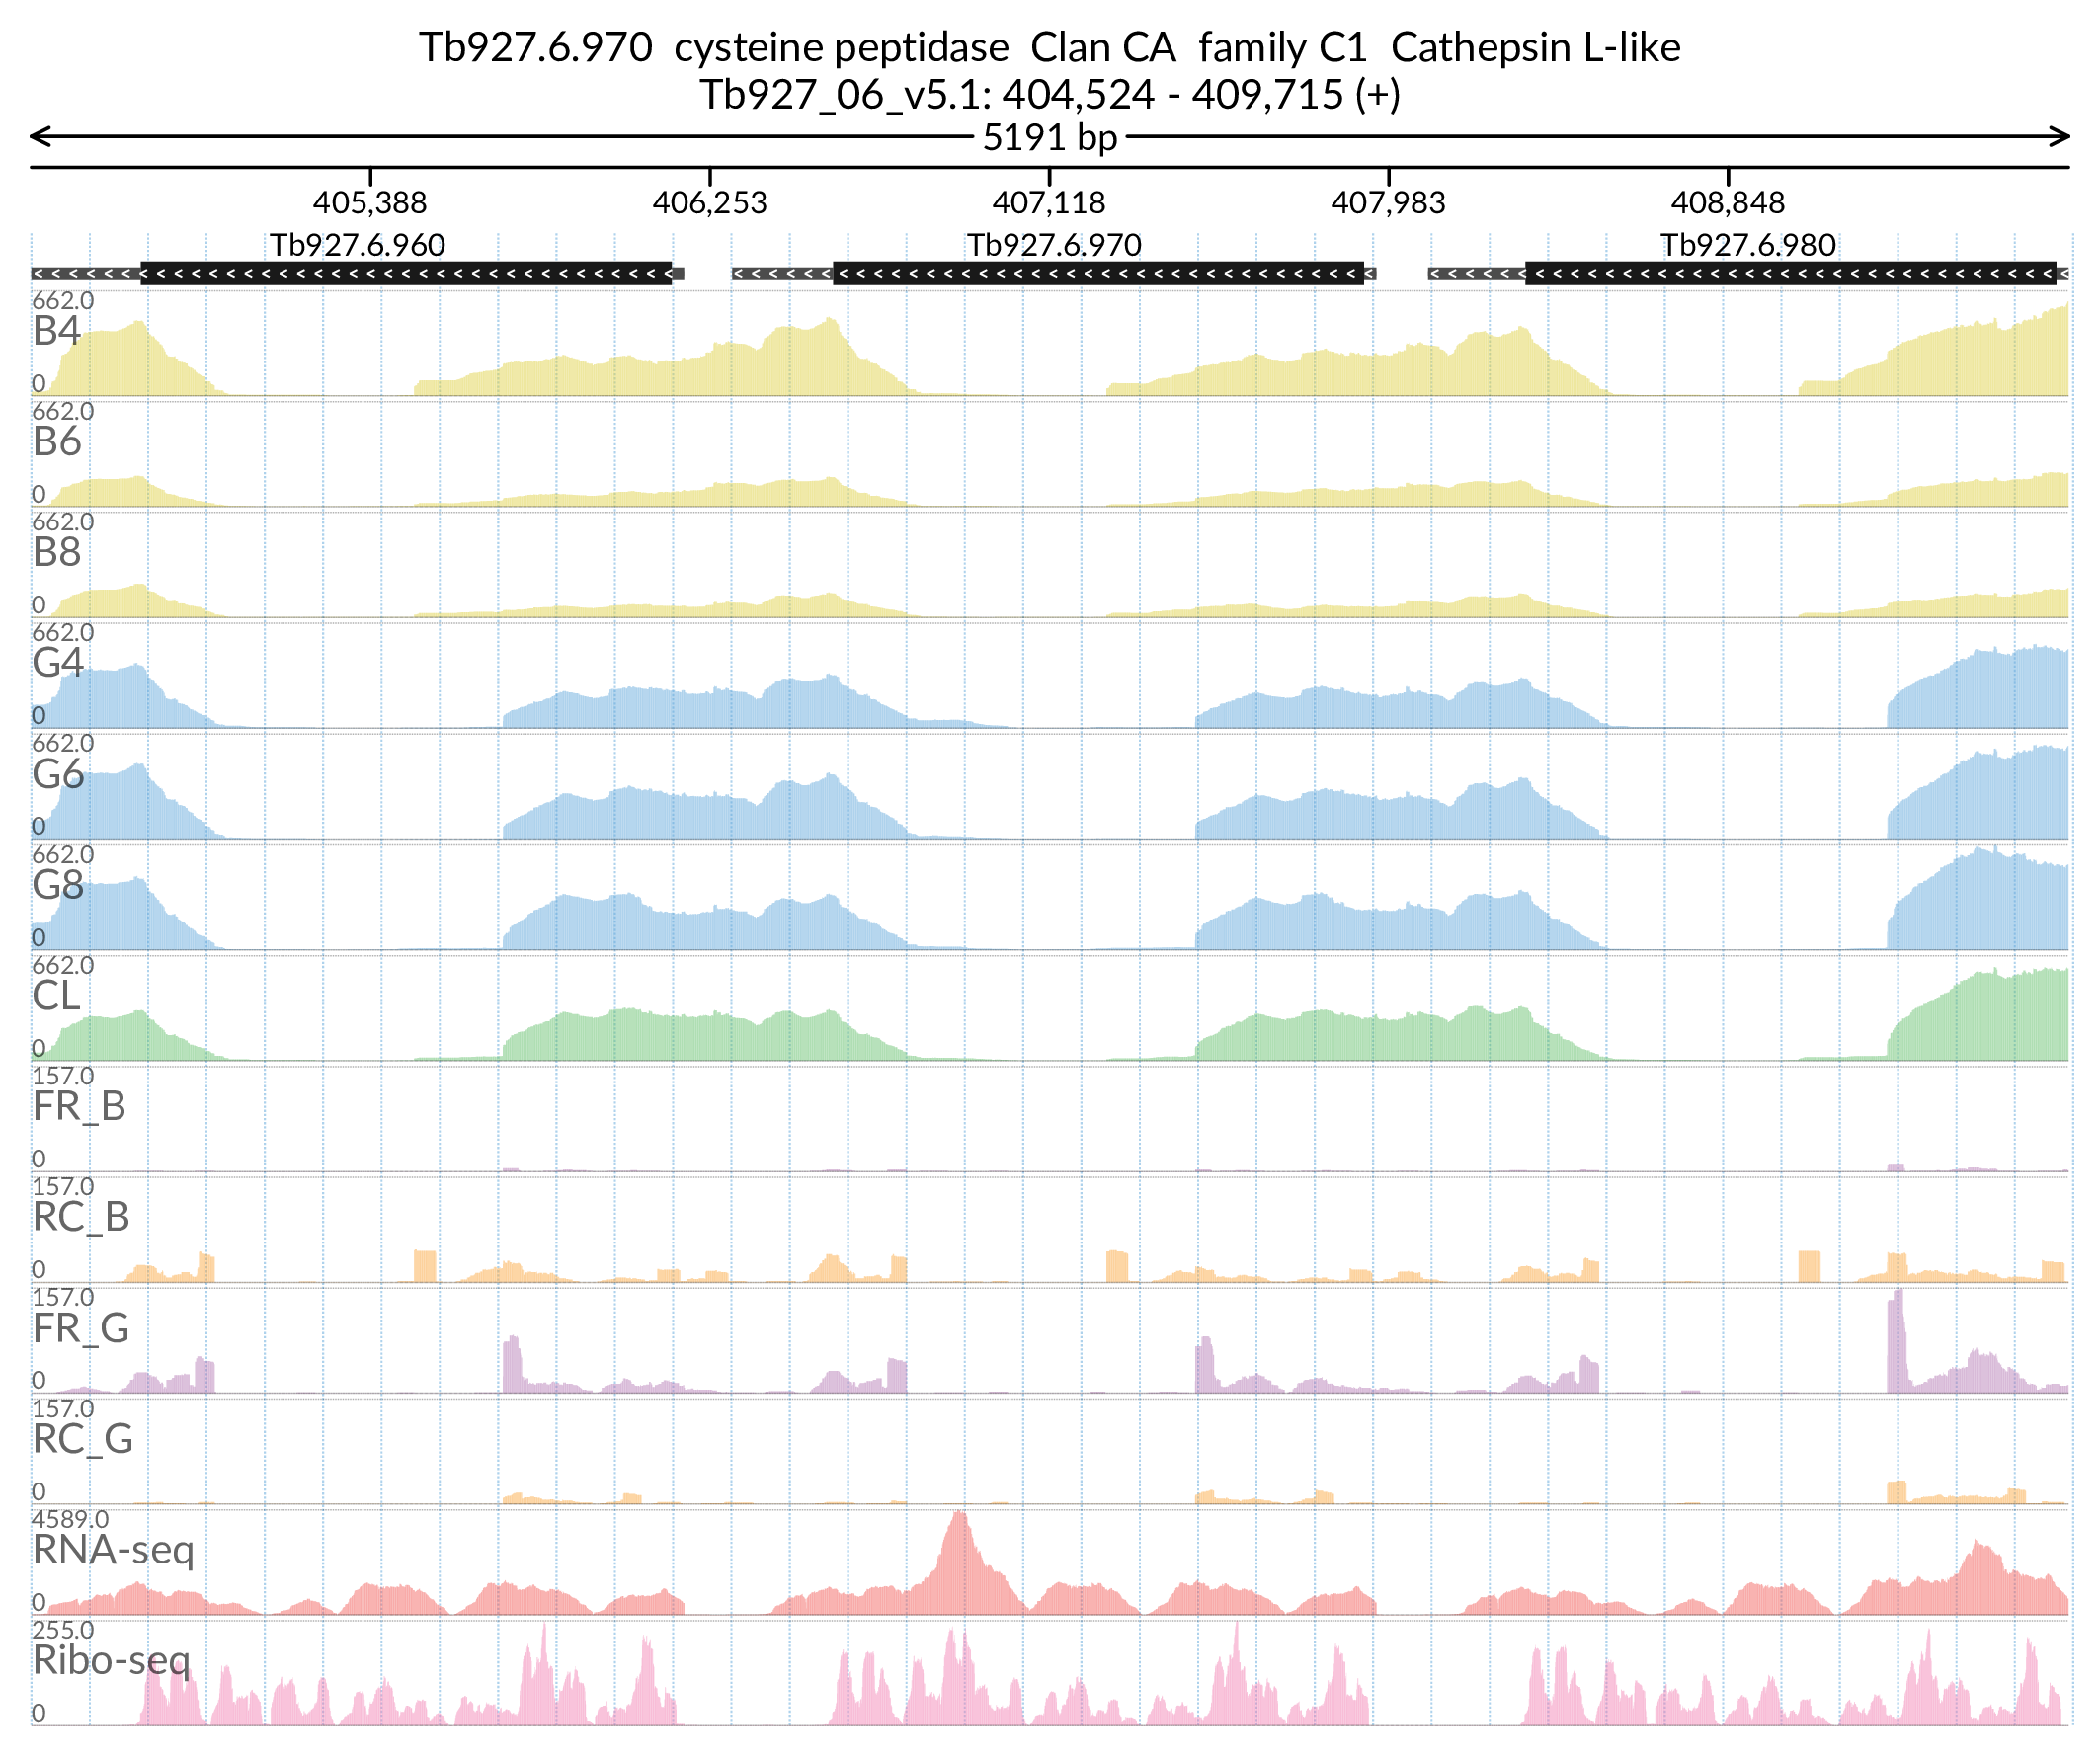 Tb927.6.970 cysteine peptidase Clan CA family C1 Cathepsin L-like
Tb927_06_v5.1: 404,524 - 409,715 (+)
5191 bp
405,388 406,253 407,118 407,983 408,848
Tb927.6.960 Tb927.6.970 Tb927.6.980
662.0
B4
0
662.0
B6
0
662.0
B8
0
662.0
G4
0
662.0
G6
0
662.0
G8
0
662.0
CL
0
157.0
FR_B
0
157.0
RC_B
0
157.0
FR_G
0
157.0
RC_G
0
4589.0
RNA-seq
0
255.0
Ribo-seq
0